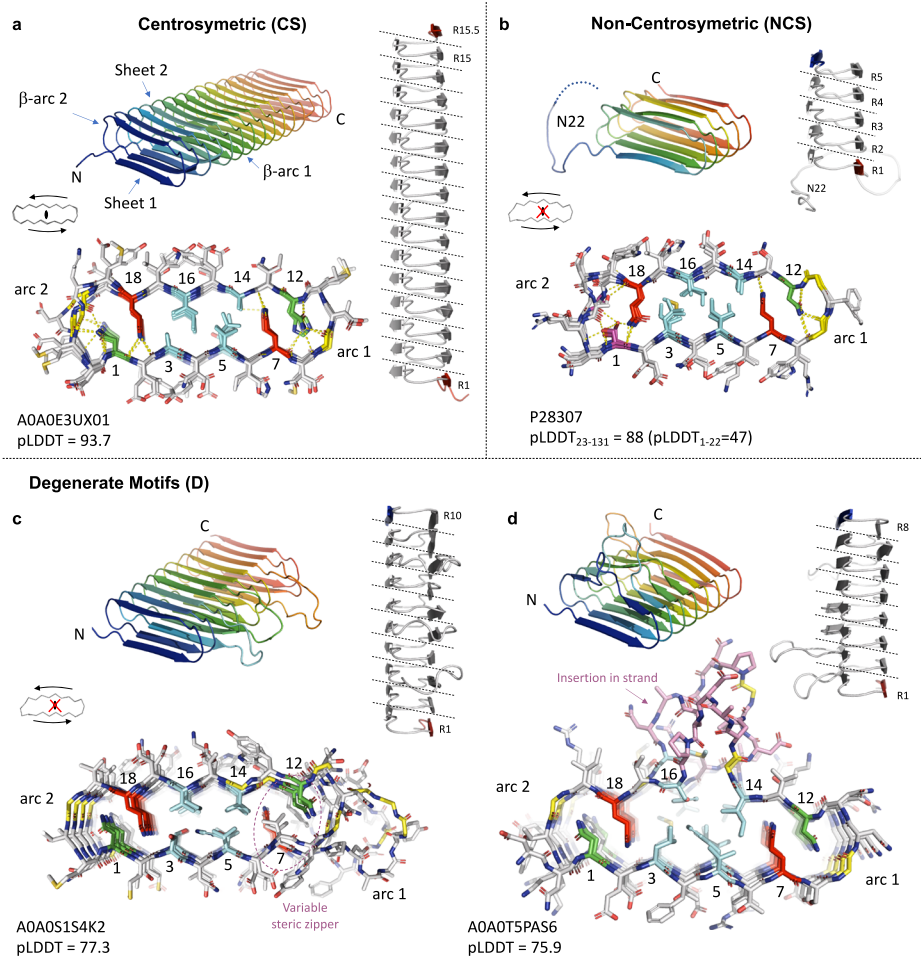 Centrosymetric (CS)
Non-Centrosymetric (NCS)
a
Sheet 2
β-arc 2
C
N
β-arc 1
Sheet 1
R15.5
R15
R1
18
16
14
12
arc 2
arc 1
1
3
5
7
A0A0E3UX01
pLDDT = 93.7
b
C
N22
R5
R4
R3
R2
R1
N22
18
16
14
12
arc 2
arc 1
1
3
5
7
P28307
pLDDT23-131 = 88 (pLDDT1-22=47)
Degenerate Motifs (D)
c
C
N
R10
R1
18
16
14
12
arc 2
1
3
5
7
arc 1
Variable
steric zipper
A0A0S1S4K2
pLDDT = 77.3
d
C
N
R8
R1
Insertion in strand
18
16
14
12
arc 2
1
3
5
7
arc 1
A0A0T5PAS6
pLDDT = 75.9